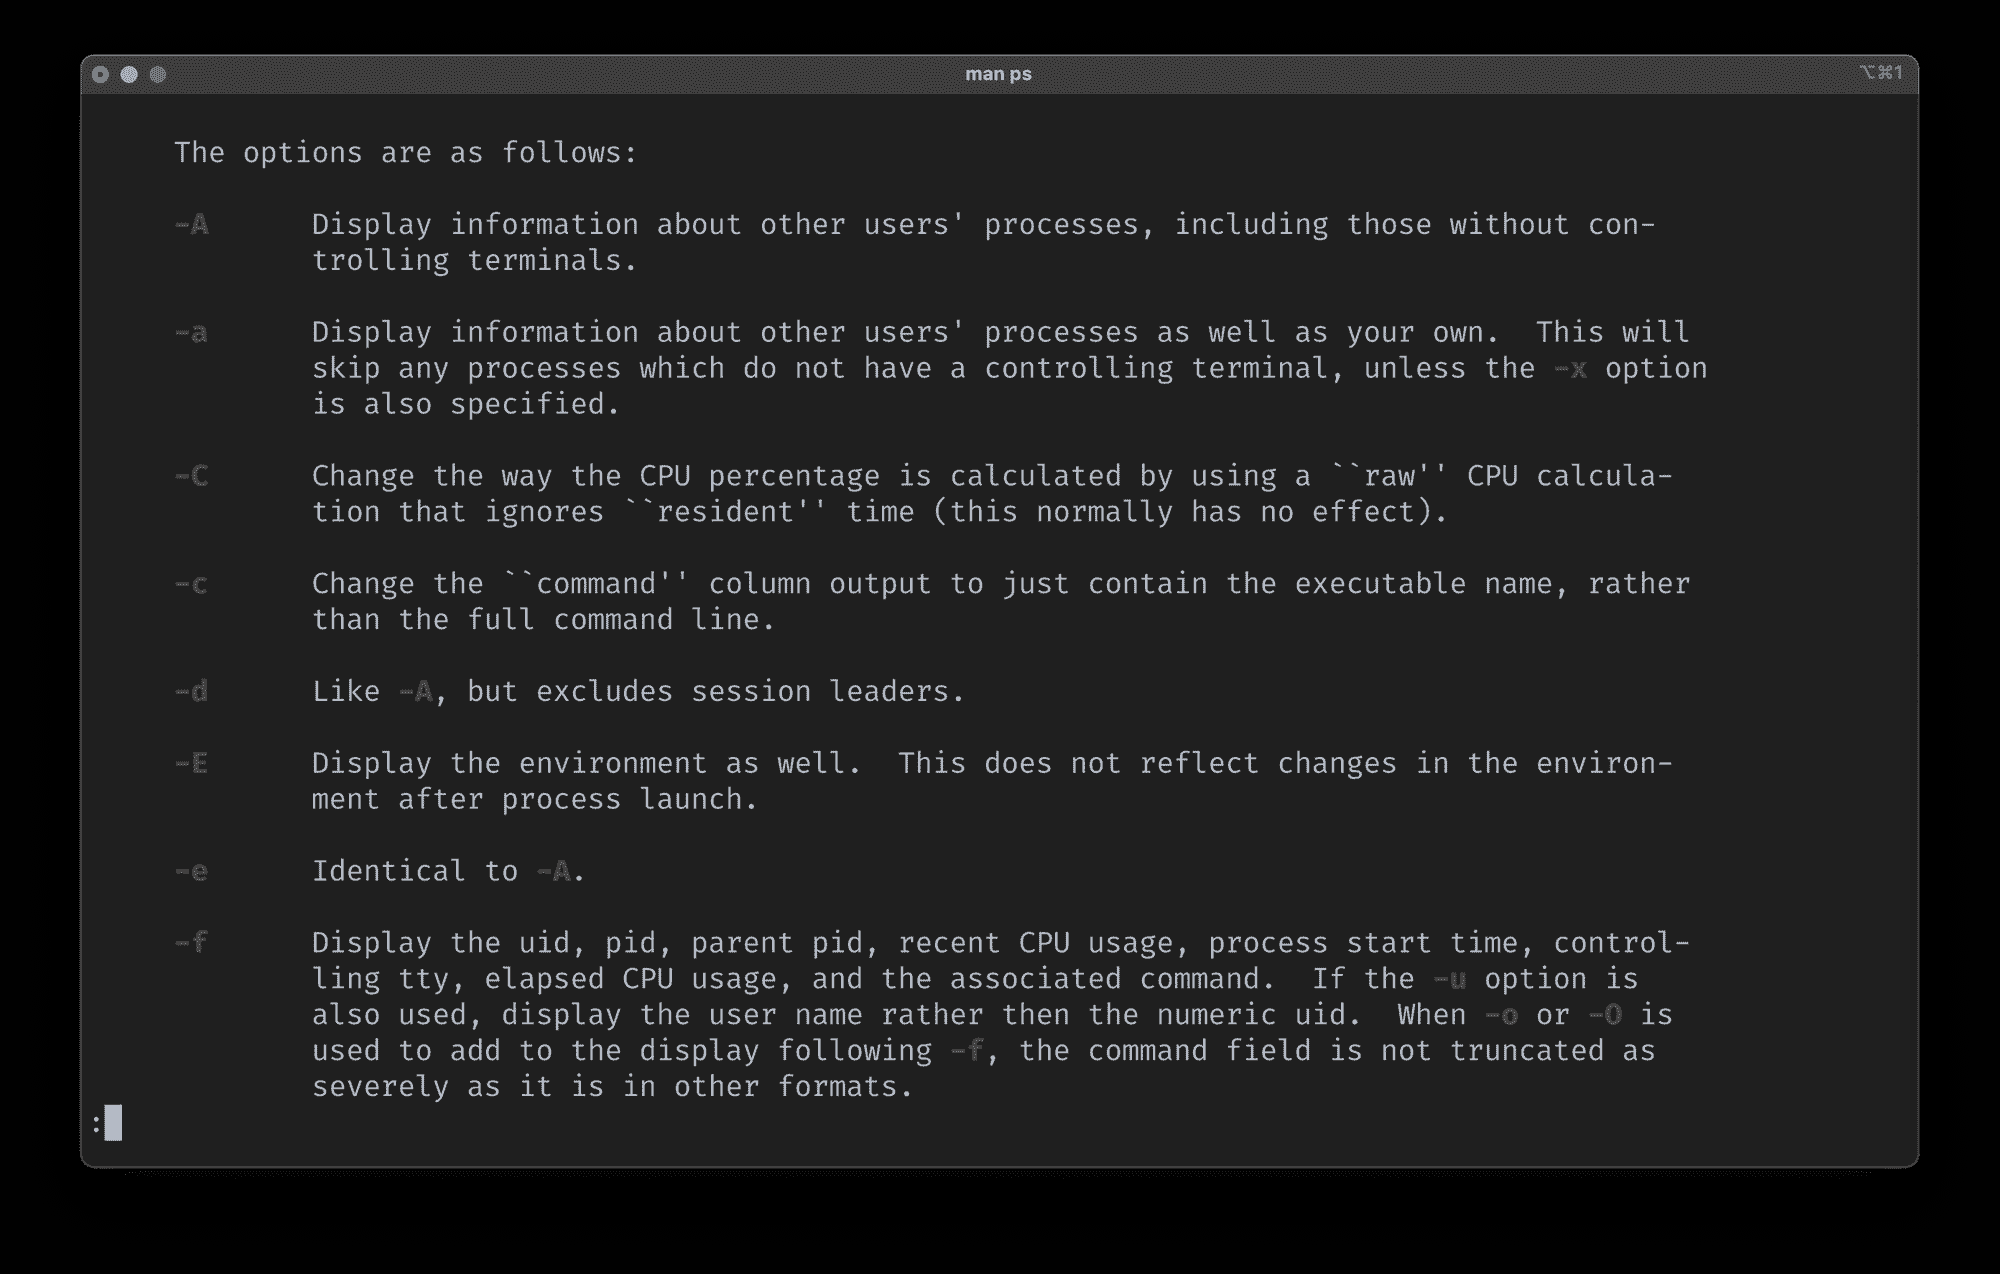 man ps
⌥⌘1
The options are as follows:
-A Display information about other users' processes, including those without con-
trolling terminals.
-a Display information about other users' processes as well as your own.  This will
skip any processes which do not have a controlling terminal, unless the -x option
is also specified.
-C Change the way the CPU percentage is calculated by using a ``raw'' CPU calcula-
tion that ignores ``resident'' time (this normally has no effect).
-c Change the ``command'' column output to just contain the executable name, rather
than the full command line.
-d Like -A, but excludes session leaders.
-E Display the environment as well.  This does not reflect changes in the environ-
ment after process launch.
-e Identical to -A.
-f Display the uid, pid, parent pid, recent CPU usage, process start time, control-
ling tty, elapsed CPU usage, and the associated command.  If the -u option is
also used, display the user name rather then the numeric uid.  When -o or -O is
used to add to the display following -f, the command field is not truncated as
severely as it is in other formats.
: